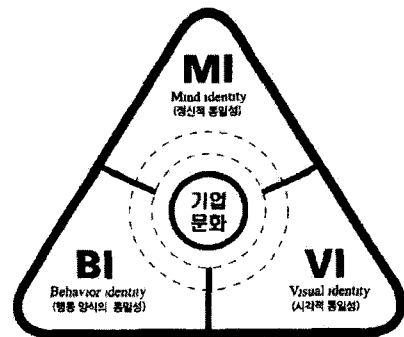 MI
Mind identity
(정신적 통일성)
기업
문화
BI
Behavior identity
(행동 양식의 통일성)
VI
Visual identity
(시각적 통일성)